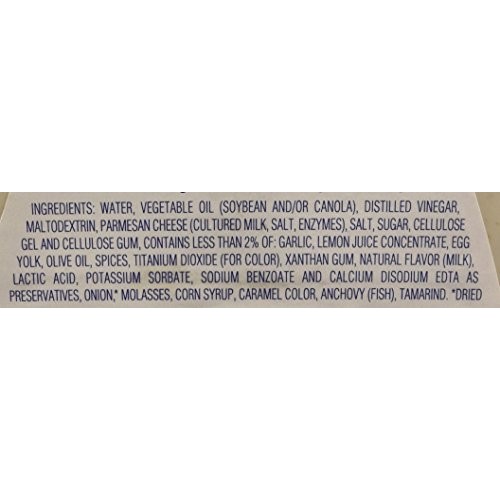 INGREDIENTS: WATER, VEGETABLE OIL (SOYBEAN AND/OR CANOLA), DISTILLED VINEGAR,
MALTODEXTRIN, PARMESAN CHEESE (CULTURED MILK, SALT, ENZYMES), SALT, SUGAR, CELLULOSE
GEL AND CELLULOSE GUM, CONTAINS LESS THAN 2% OF: GARLIC, LEMON JUICE CONCENTRATE, EGG
YOLK, OLIVE OIL, SPICES, TITANIUM DIOXIDE (FOR COLOR), XANTHAN GUM, NATURAL FLAVOR (MILK),
LACTIC ACID, POTASSIUM SORBATE, SODIUM BENZOATE AND CALCIUM DISODIUM EDTA AS
PRESERVATIVES, ONION,* MOLASSES, CORN SYRUP, CARAMEL COLOR, ANCHOVY (FISH), TAMARIND. *DRIED